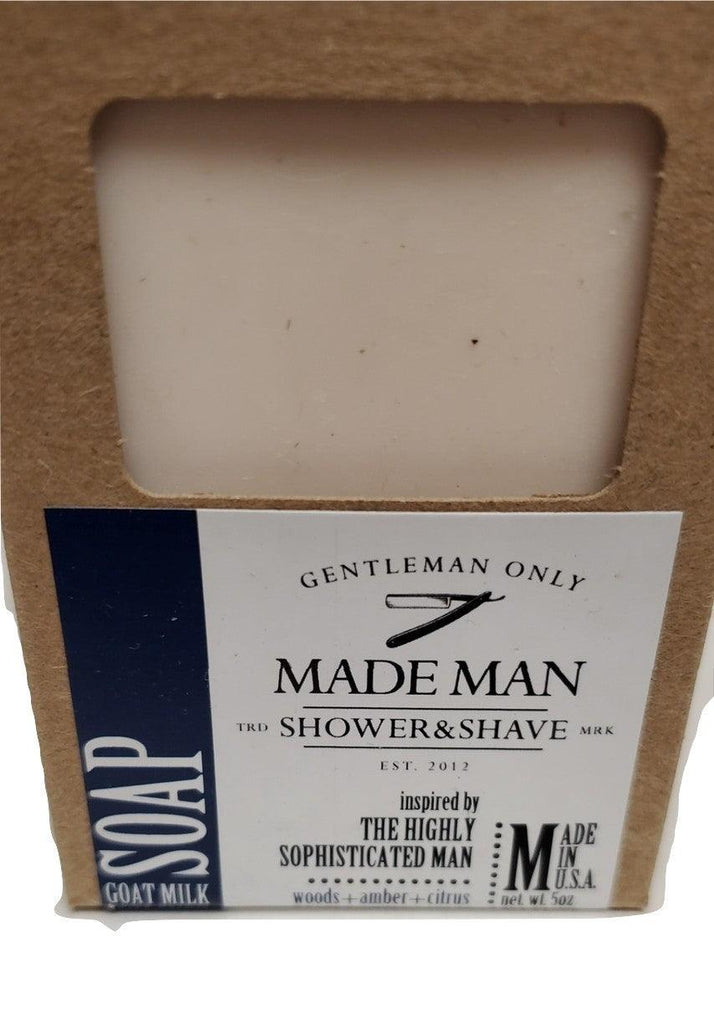 GENTLEMAN ONLY
MADE MAN
TRD SHOWER&SHAVE MRK
EST. 2012
inspired by
THE HIGHLY
SOPHISTICATED MAN
woods + amber + citrus
MADE
IN
U.S.A.
net. wt. 5oz
SOAP
GOAT MILK